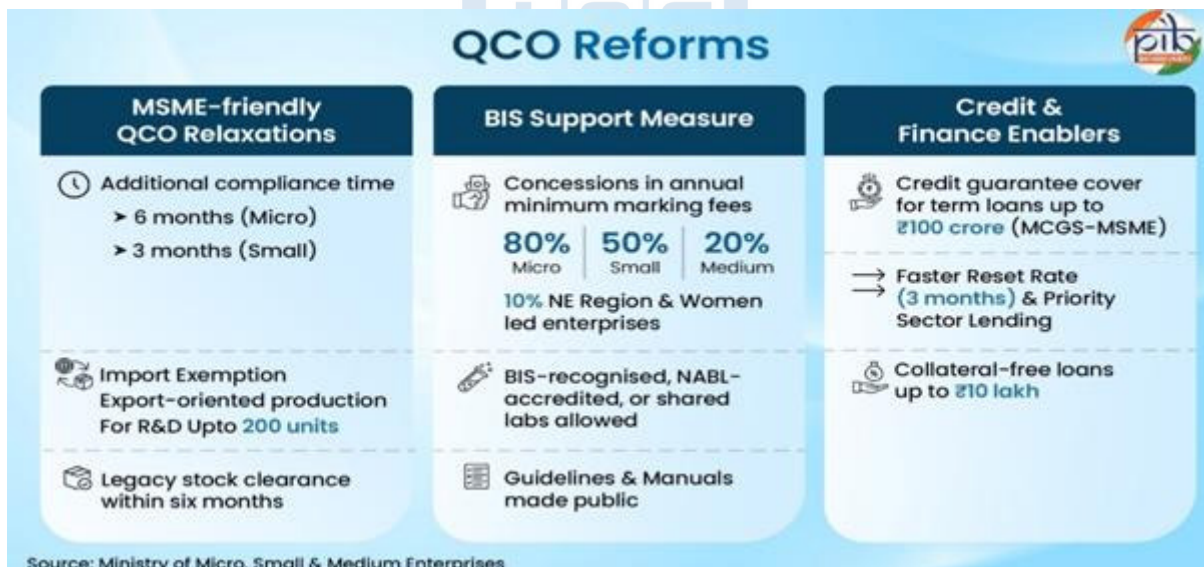 QCO Reforms
pib
MSME-friendly
QCO Relaxations
Additional compliance time
➤ 6 months (Micro)
➤ 3 months (Small)
Import Exemption
Export-oriented production
For R&D Upto 200 units
Legacy stock clearance
within six months
BIS Support Measure
Concessions in annual
minimum marking fees
80% 50% 20%
Micro Small Medium
10% NE Region & Women
led enterprises
BIS-recognised, NABL-
accredited, or shared
labs allowed
Guidelines & Manuals
made public
Credit &
Finance Enablers
Credit guarantee cover
for term loans up to
₹100 crore (MCGS-MSME)
Faster Reset Rate
(3 months) & Priority
Sector Lending
Collateral-free loans
up to ₹10 lakh
Source: Ministry of Micro, Small & Medium Enterprises